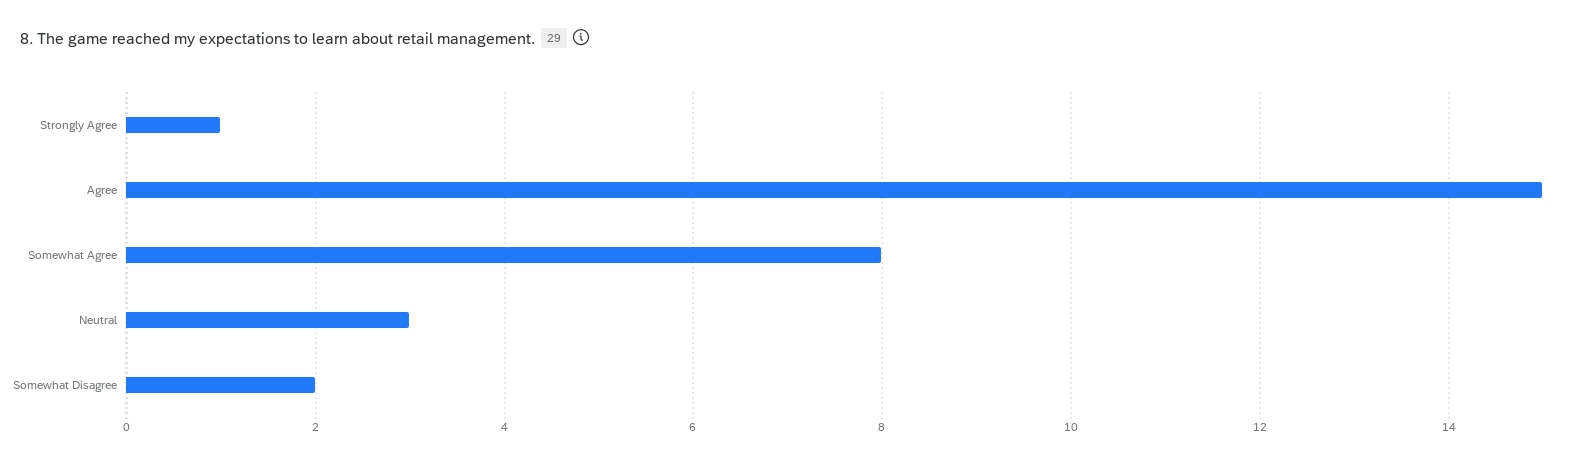 8. The game reached my expectations to learn about retail management. 29
Strongly Agree
Agree
Somewhat Agree
Neutral
Somewhat Disagree
0 2 4 6 8 10 12 14